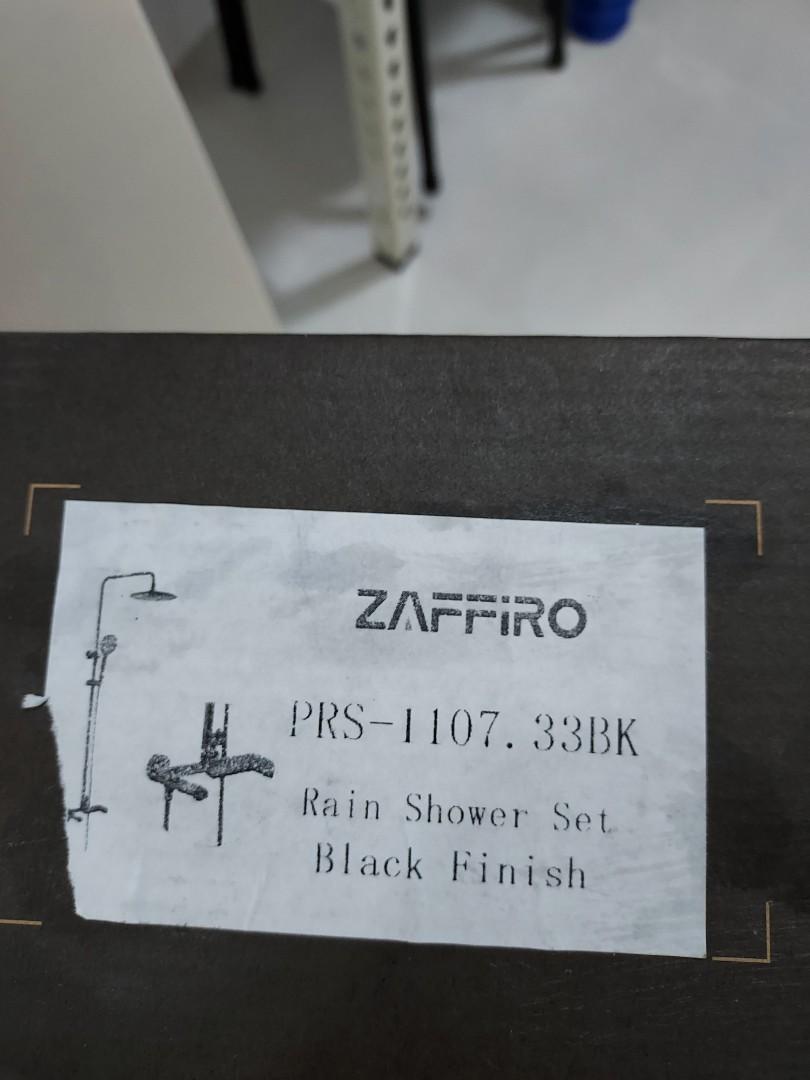 ZAFFiRO
PRS-1107.33BK
Rain Shower Set
Black Finish